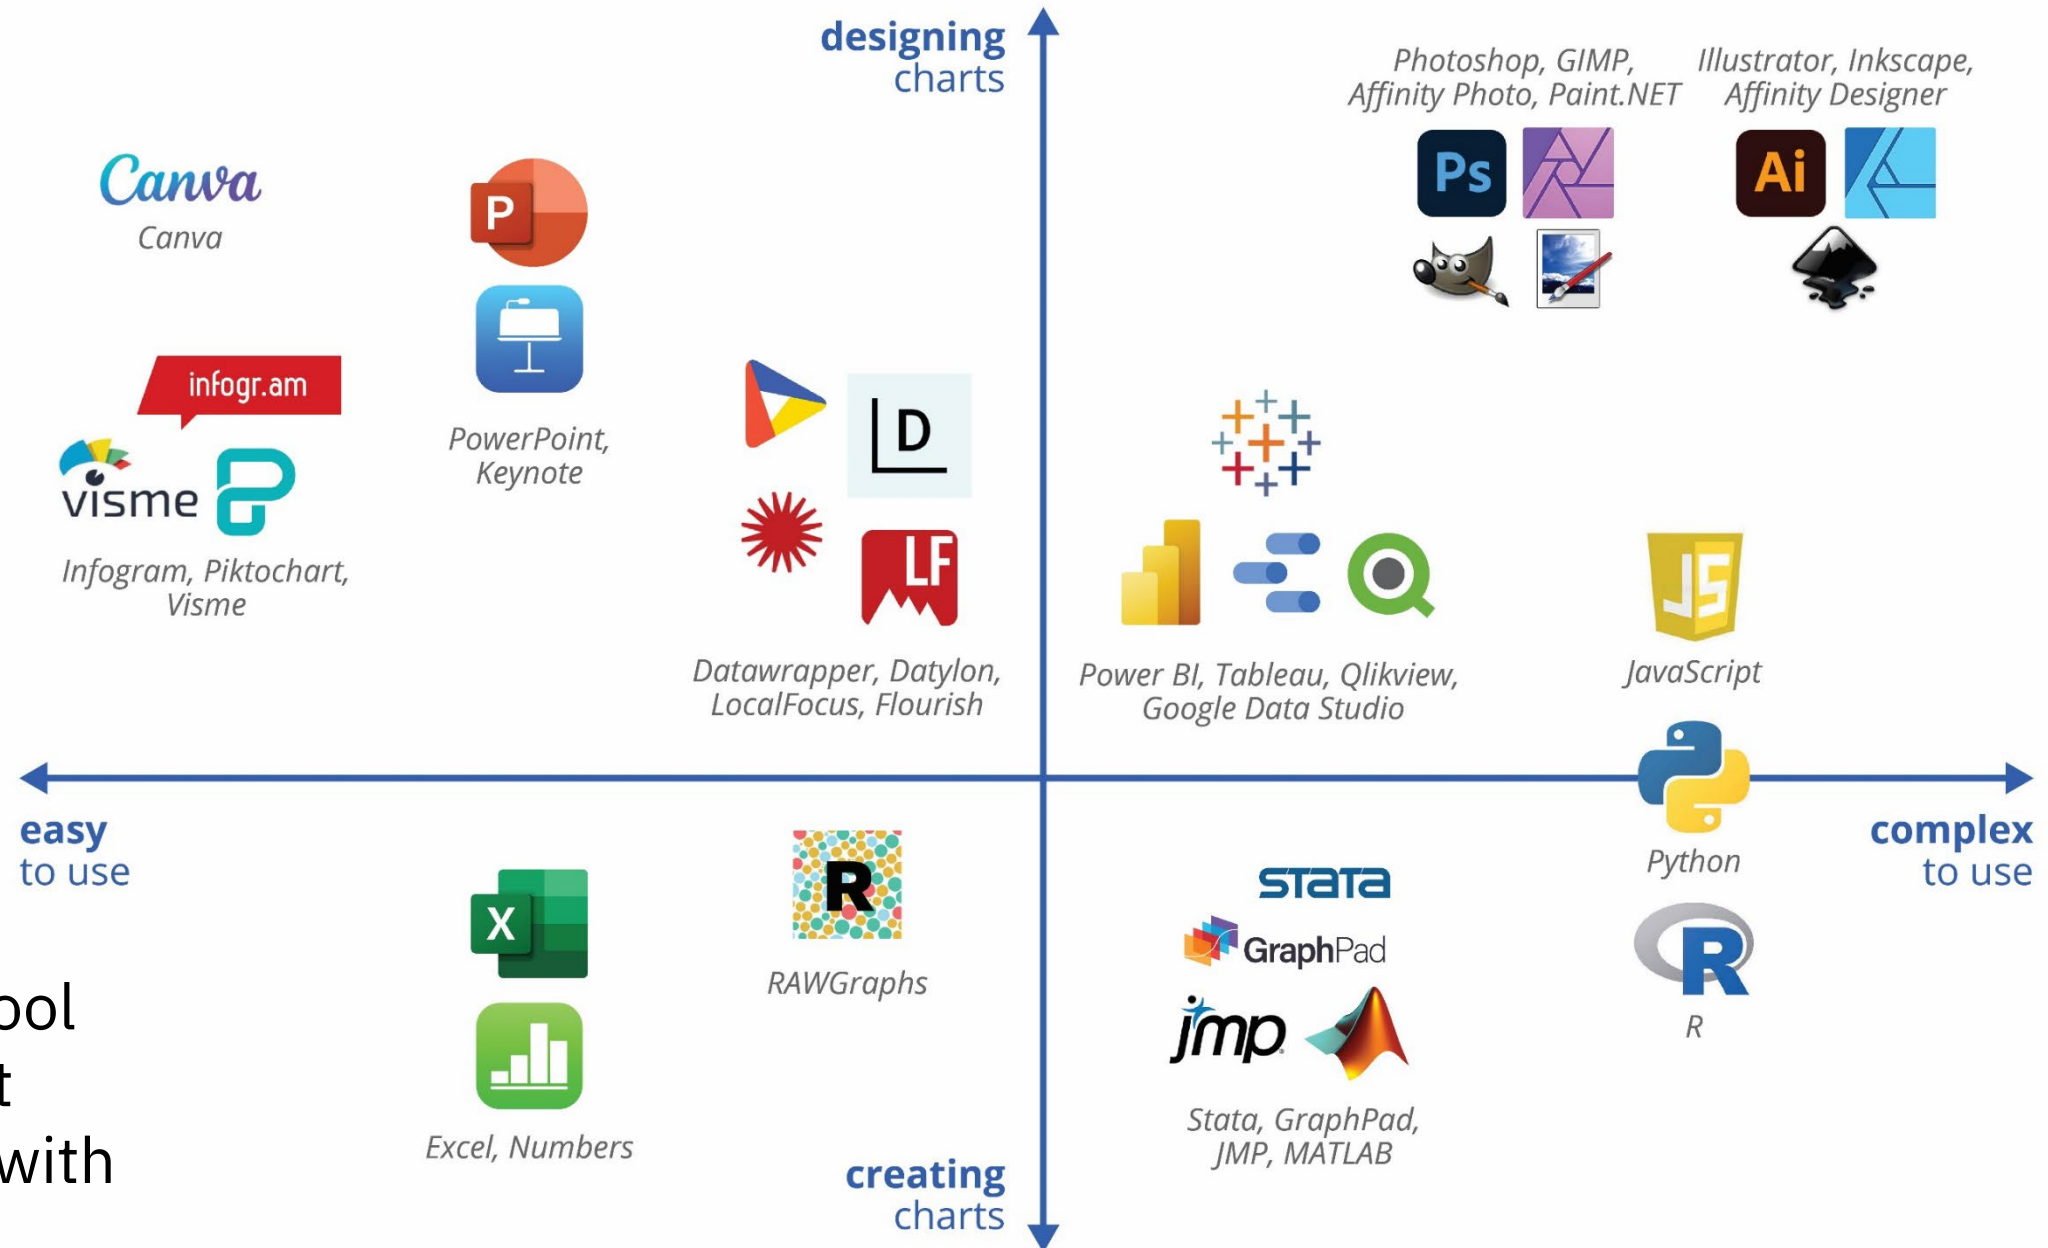 designing
charts
Photoshop, GIMP,
Affinity Photo, Paint.NET
Illustrator, Inkscape,
Affinity Designer
Ps
Ai
Canva
Canva
P
PowerPoint,
Keynote
infogr.am
visme
Infogram, Piktochart,
Visme
D
LF
Datawrapper, Datylon,
LocalFocus, Flourish
Power BI, Tableau, Qlikview,
Google Data Studio
JS
JavaScript
easy
to use
complex
to use
Python
X
Excel, Numbers
R
RAWGraphs
STATA
GraphPad
jmp
Stata, GraphPad,
JMP, MATLAB
R
R
ool
t
with
creating
charts